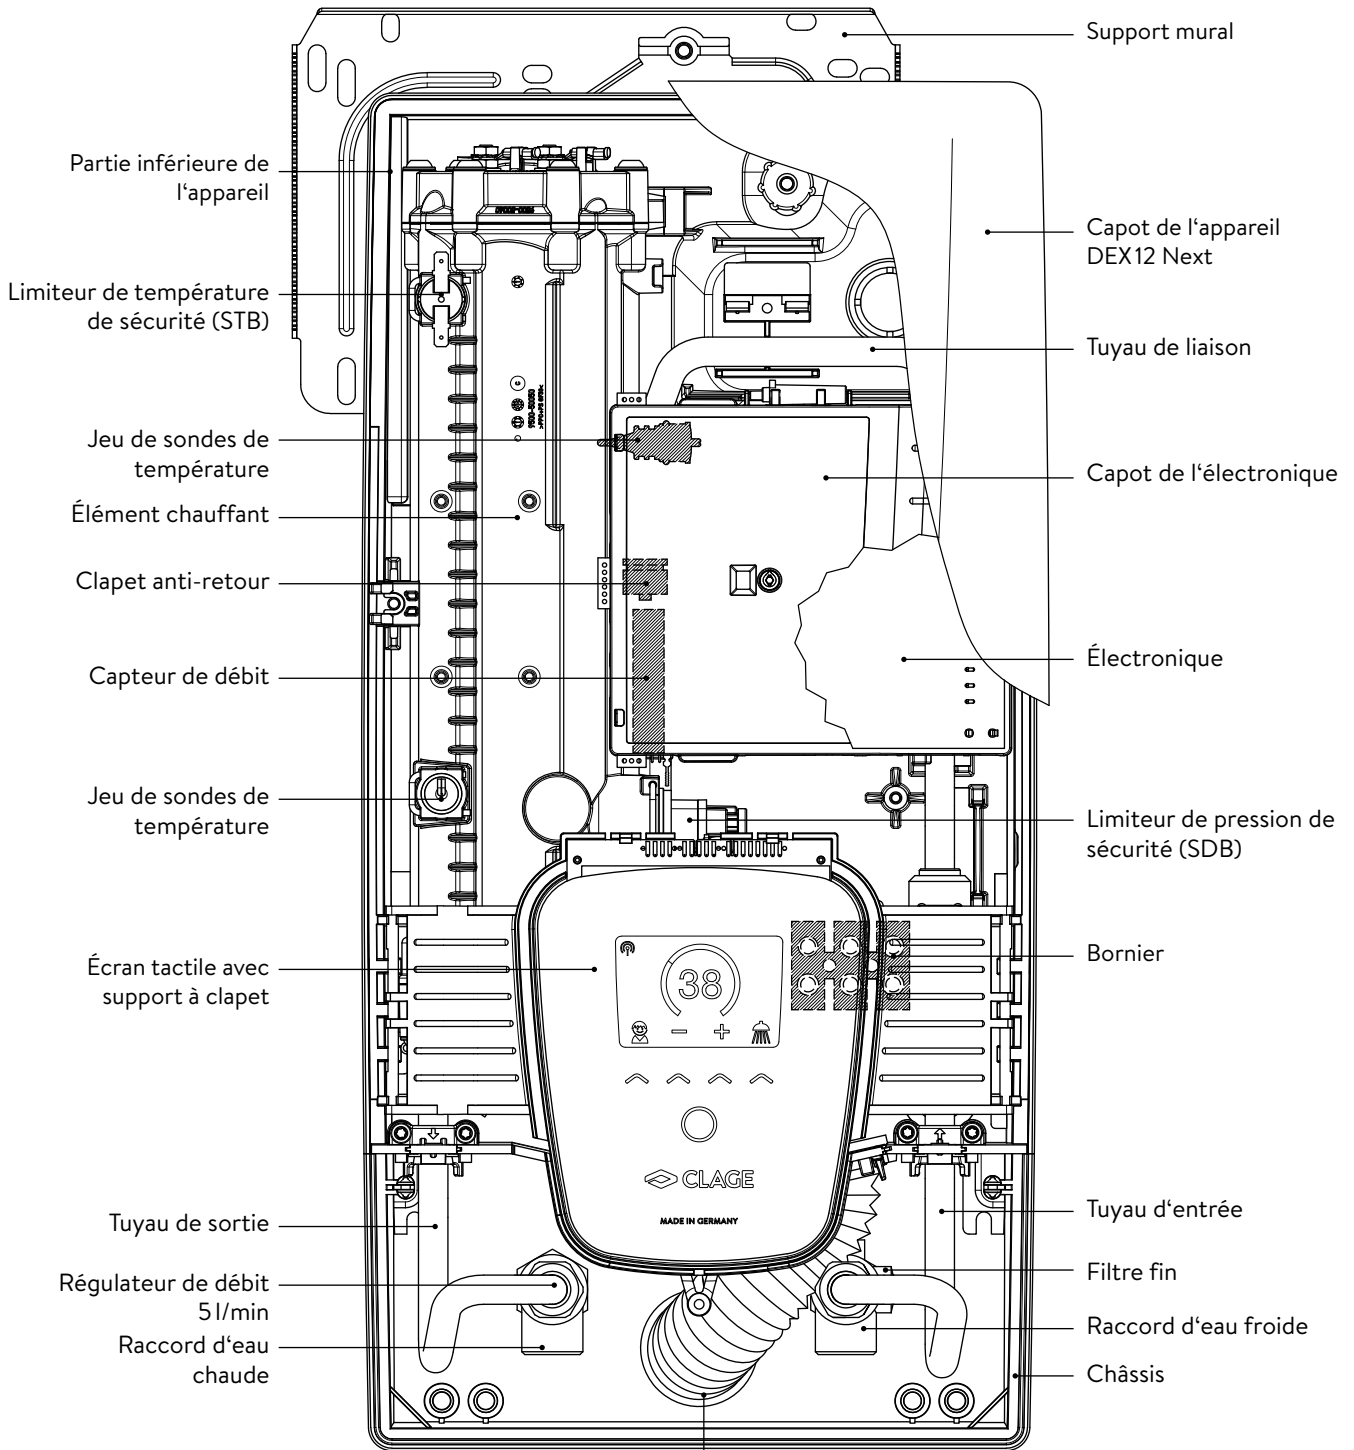 Support mural
Partie inférieure de
l‘appareil
Capot de l‘appareil
DEX12 Next
Limiteur de température
de sécurité (STB)
Tuyau de liaison
Jeu de sondes de
température
Capot de l‘électronique
Élément chauffant
Clapet anti-retour
Électronique
Capteur de débit
Jeu de sondes de
température
Limiteur de pression de
sécurité (SDB)
Écran tactile avec
support à clapet
38
Bornier
CLAGE
MADE IN GERMANY
Tuyau de sortie
Tuyau d‘entrée
Régulateur de débit
5 l/min
Filtre fin
Raccord d‘eau
chaude
Raccord d‘eau froide
Châssis